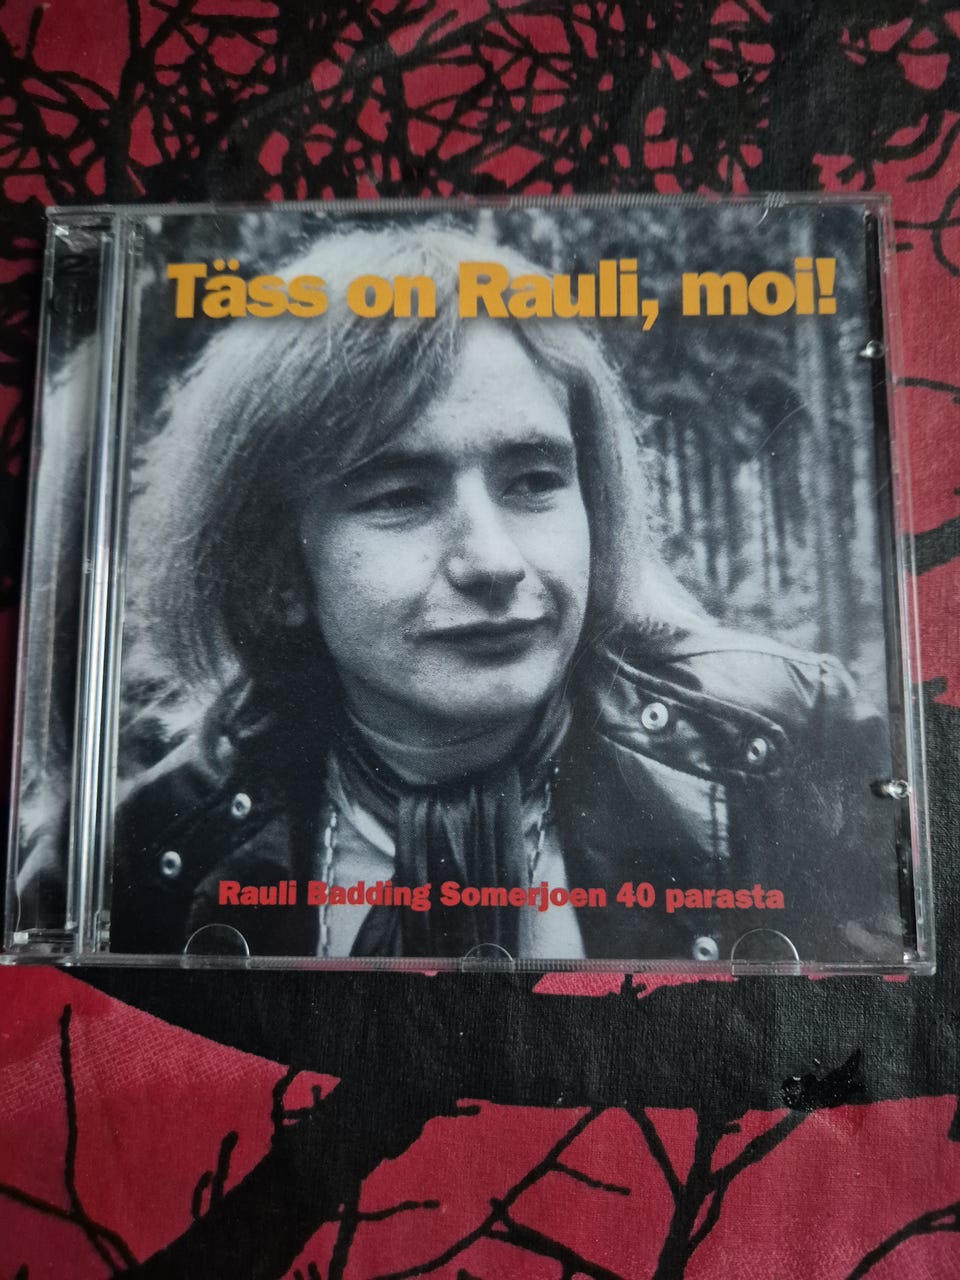 Täss on Rauli, moi!
Rauli Badding Somerjoen 40 parasta